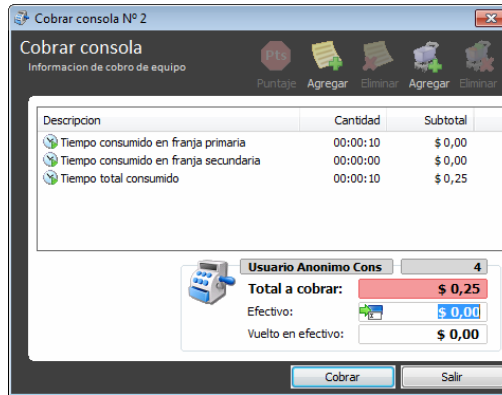 Cobrar consola Nº 2
Cobrar consola
Informacion de cobro de equipo
Pts
Puntaje Agregar Eliminar Agregar Eliminar
Descripcion Cantidad Subtotal
Tiempo consumido en franja primaria 00:00:10 $ 0,00
Tiempo consumido en franja secundaria 00:00:00 $ 0,00
Tiempo total consumido 00:00:10 $ 0,25
Usuario Anonimo Cons 4
Total a cobrar: $ 0,25
Efectivo: $ 0,00
Vuelto en efectivo: $ 0,00
Cobrar Salir